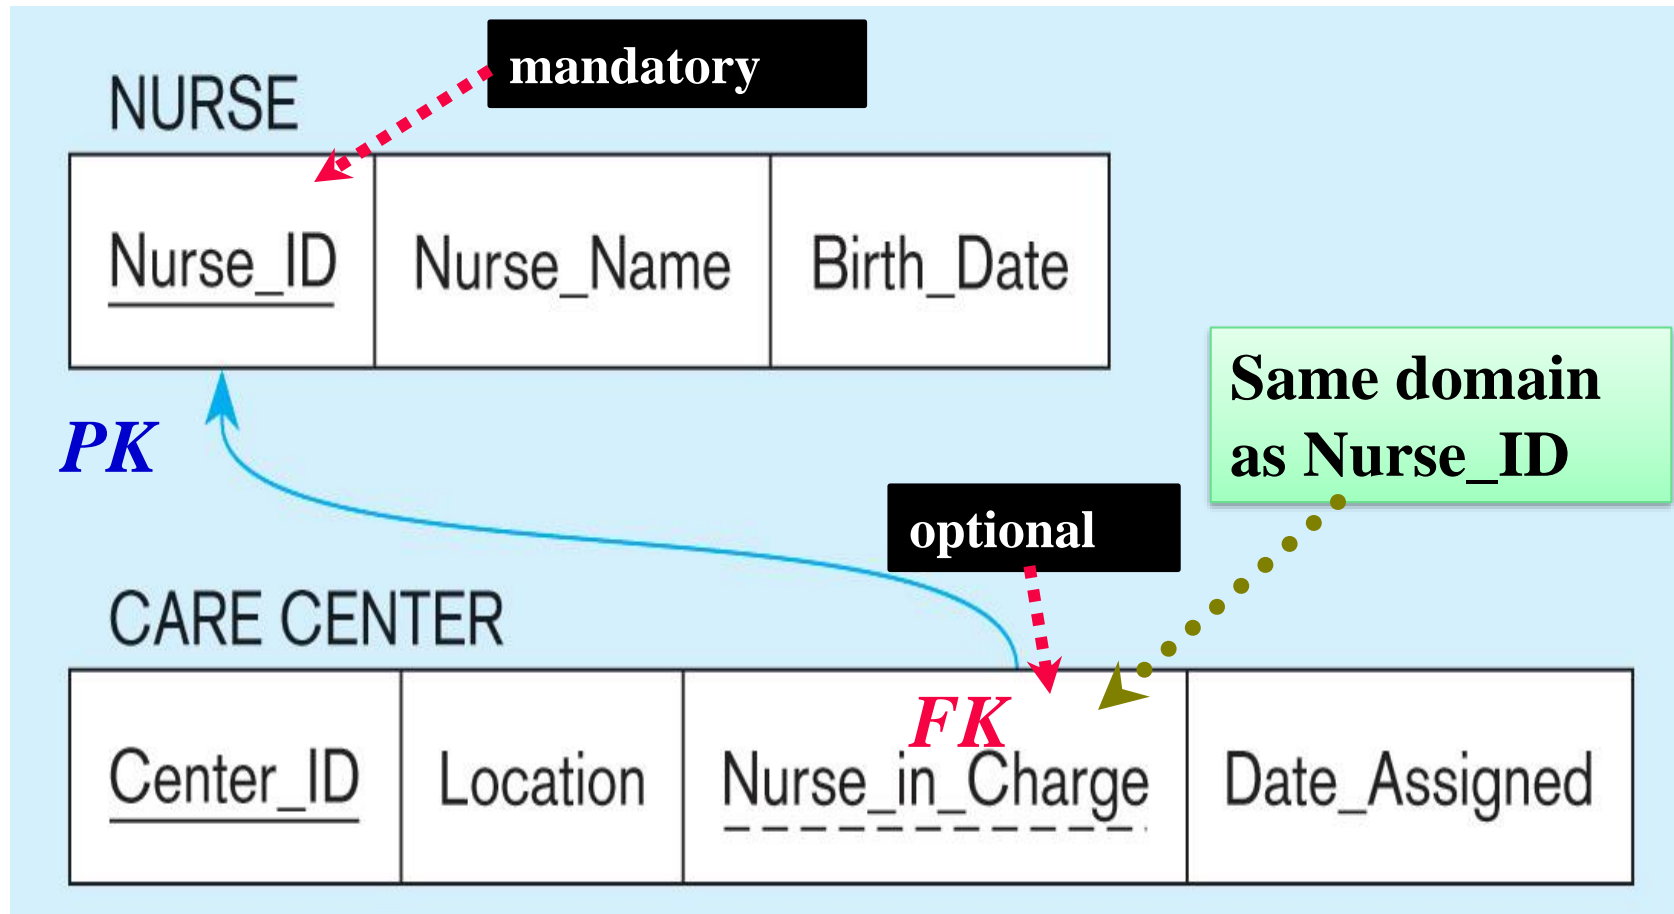 mandatory
NURSE
Nurse_ID Nurse_Name Birth_Date
Same domain
as Nurse_ID
PK
optional
CARE CENTER
FK
Center_ID Location Nurse_in_Charge Date_Assigned